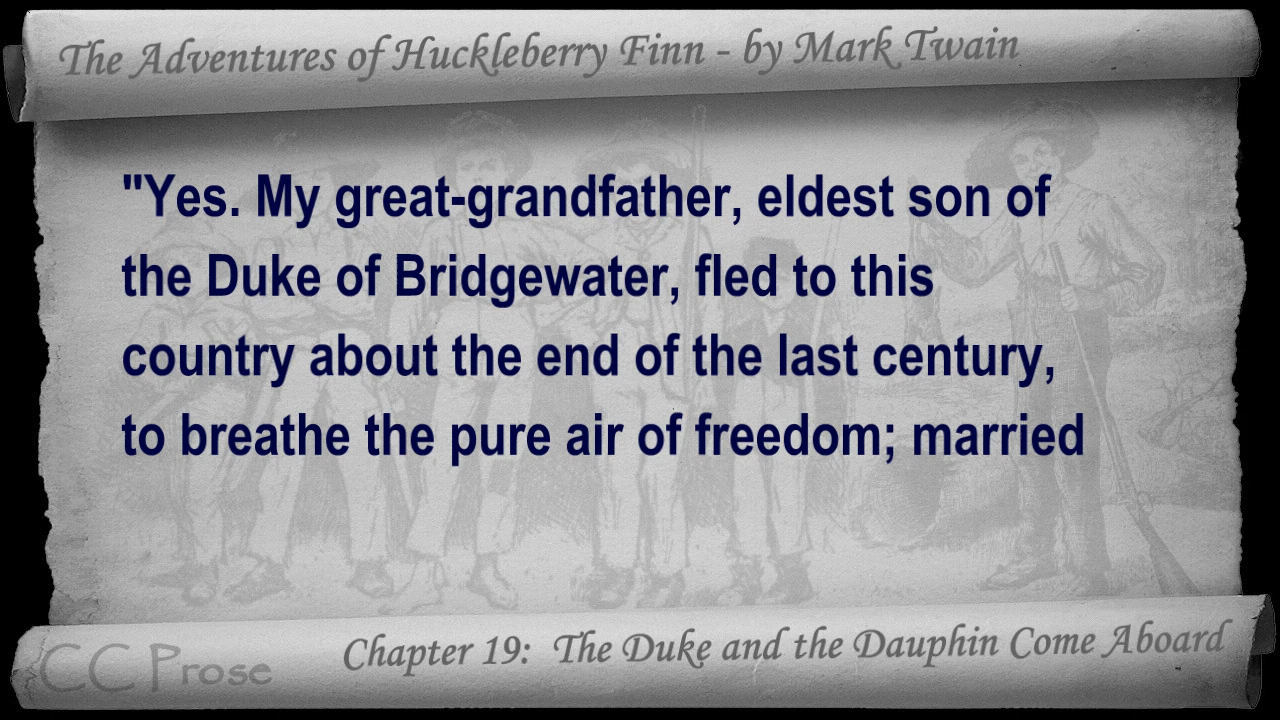 The Adventures of Huckleberry Finn - by Mark Twain
"Yes. My great-grandfather, eldest son of
the Duke of Bridgewater, fled to this
country about the end of the last century,
to breathe the pure air of freedom; married
Chapter 19: The Duke and the Dauphin Come Aboard
CC Prose